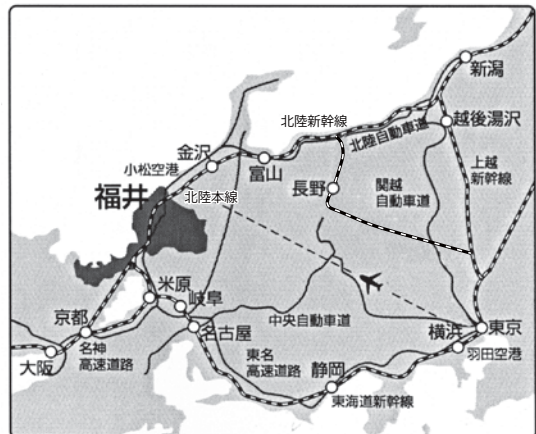 新潟
北陸新幹線
北陸自動車道
越後湯沢
金沢
小松空港
富山
上越
新幹線
福井
北陸本線
長野
関越
自動車道
米原
岐阜
京都
名神
高速道路
名古屋
中央自動車道
横浜
東京
大阪
東名
高速道路
静岡
羽田空港
東海道新幹線